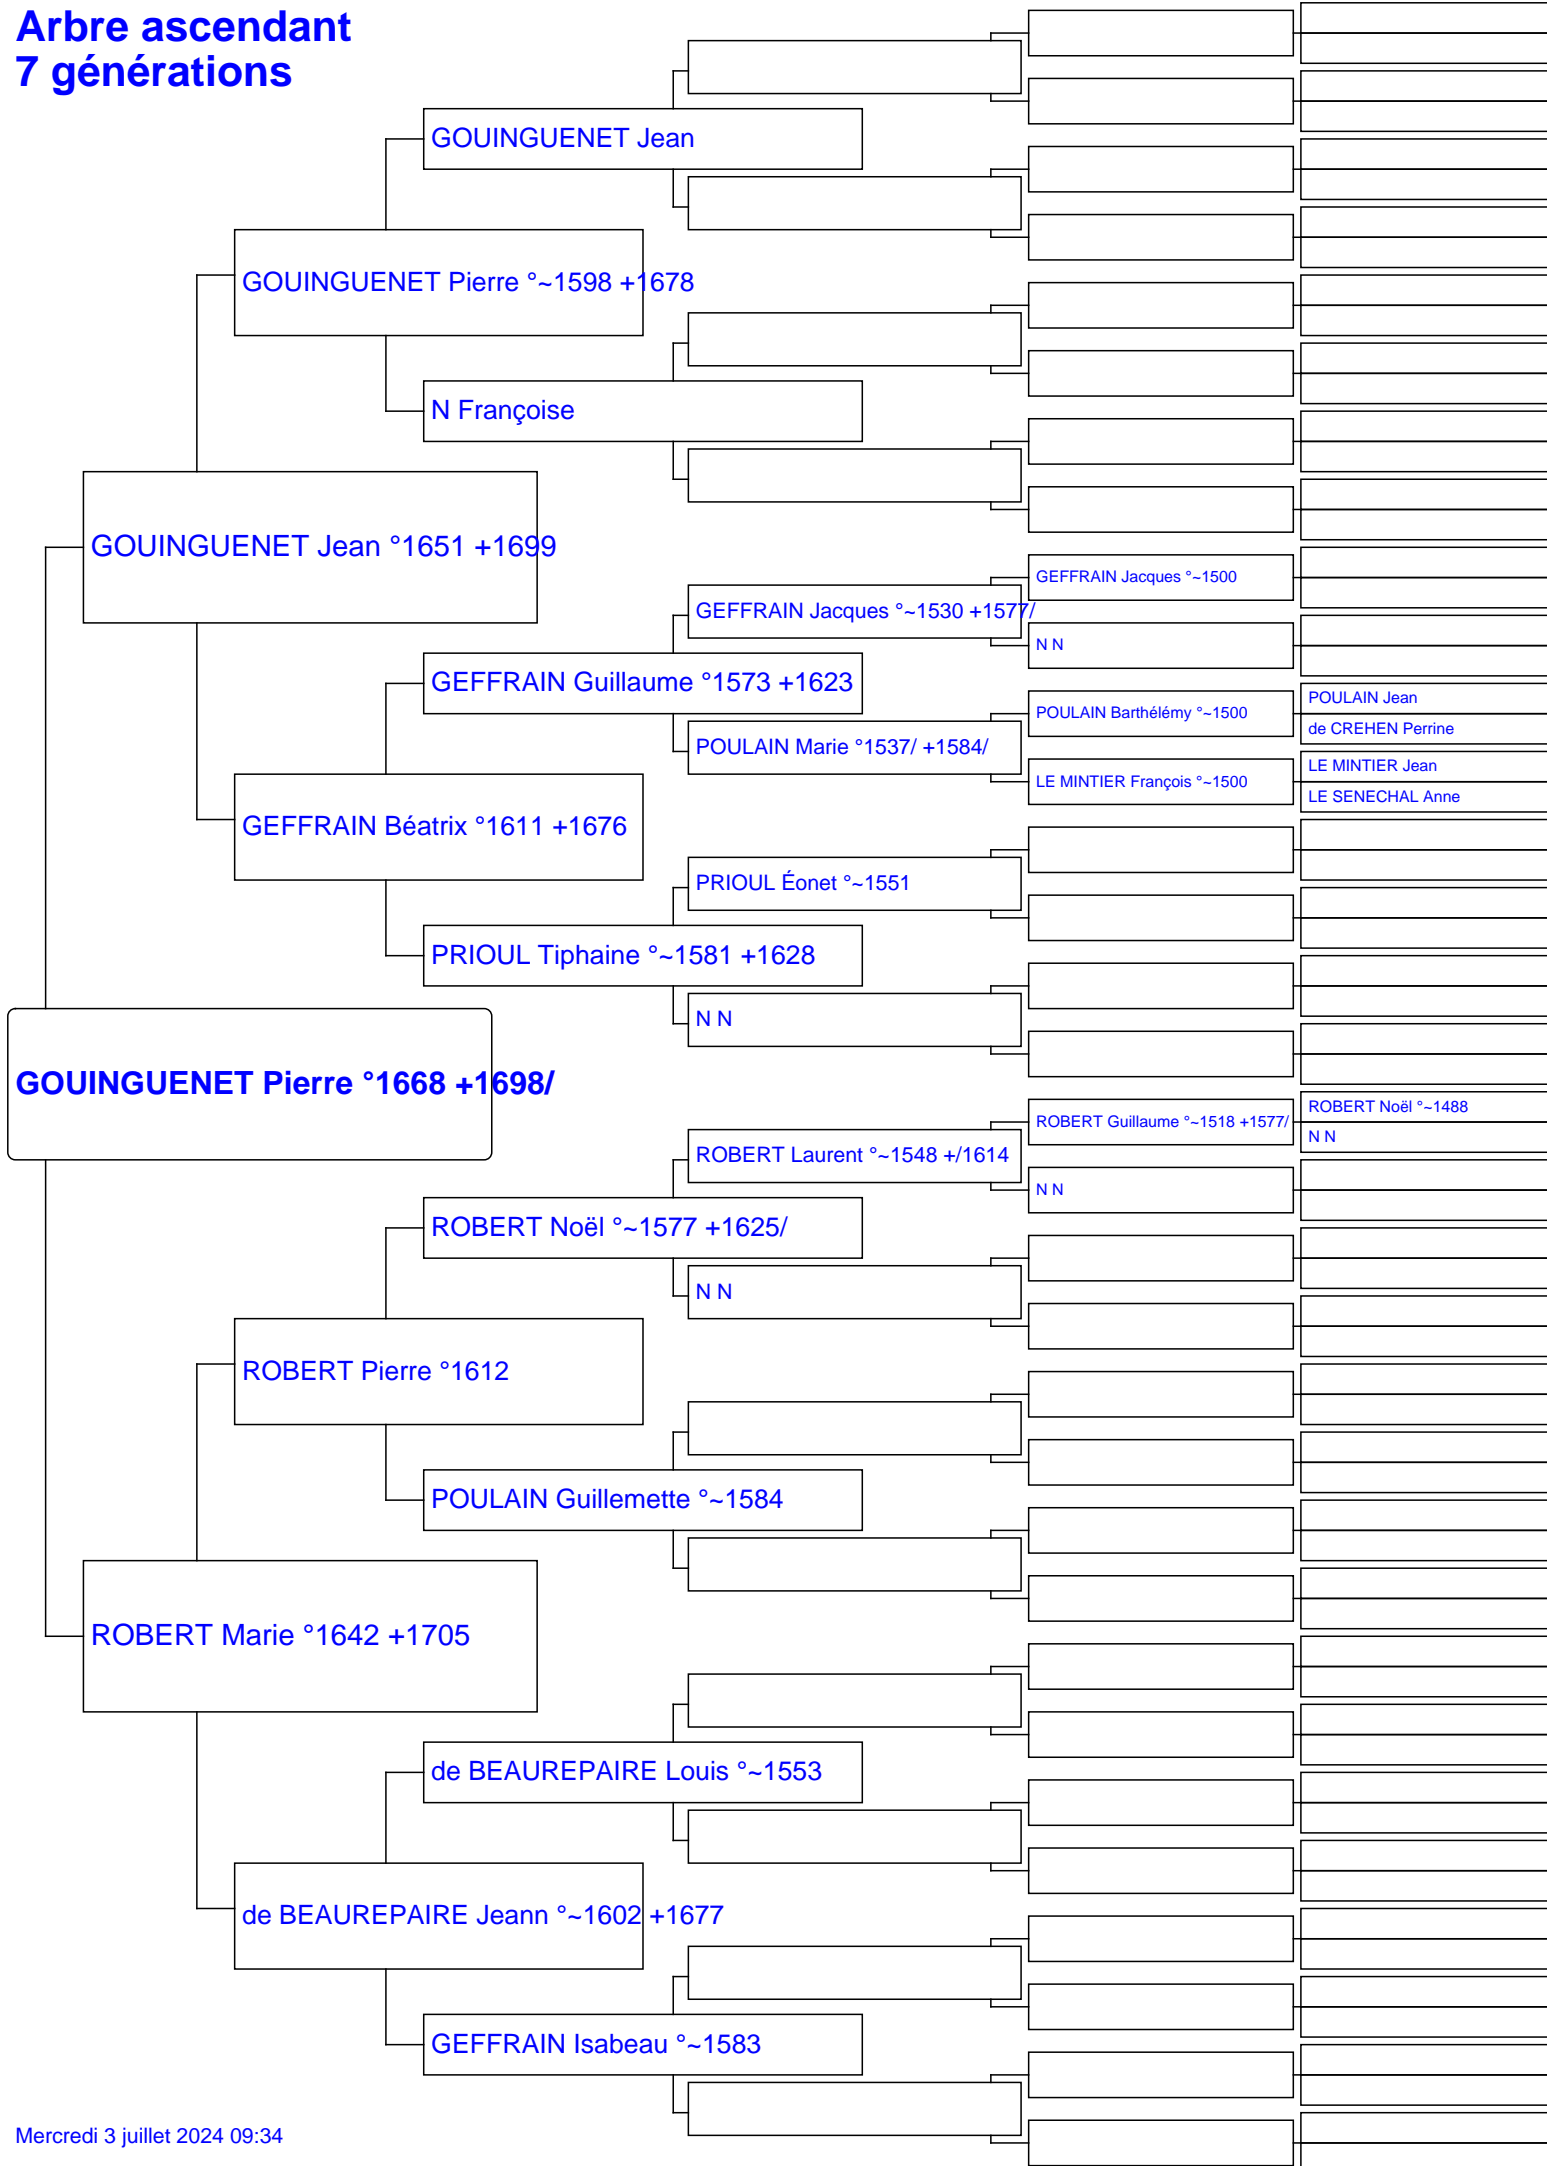 Arbre ascendant
7 générations
GOUINGUENET Jean
GOUINGUENET Pierre °~1598 +1678
N Françoise
GOUINGUENET Jean °1651 +1699
GEFFRAIN Jacques °~1500
GEFFRAIN Jacques °~1530 +1577/
N N
GEFFRAIN Guillaume °1573 +1623
POULAIN Jean
POULAIN Barthélémy °~1500
de CREHEN Perrine
POULAIN Marie °1537/ +1584/
LE MINTIER Jean
LE MINTIER François °~1500
LE SENECHAL Anne
GEFFRAIN Béatrix °1611 +1676
PRIOUL Éonet °~1551
PRIOUL Tiphaine °~1581 +1628
N N
GOUINGUENET Pierre °1668 +1698/
ROBERT Noël °~1488
ROBERT Guillaume °~1518 +1577/
N N
ROBERT Laurent °~1548 +/1614
N N
ROBERT Noël °~1577 +1625/
N N
ROBERT Pierre °1612
POULAIN Guillemette °~1584
ROBERT Marie °1642 +1705
de BEAUREPAIRE Louis °~1553
de BEAUREPAIRE Jeann °~1602 +1677
GEFFRAIN Isabeau °~1583
Mercredi 3 juillet 2024 09:34